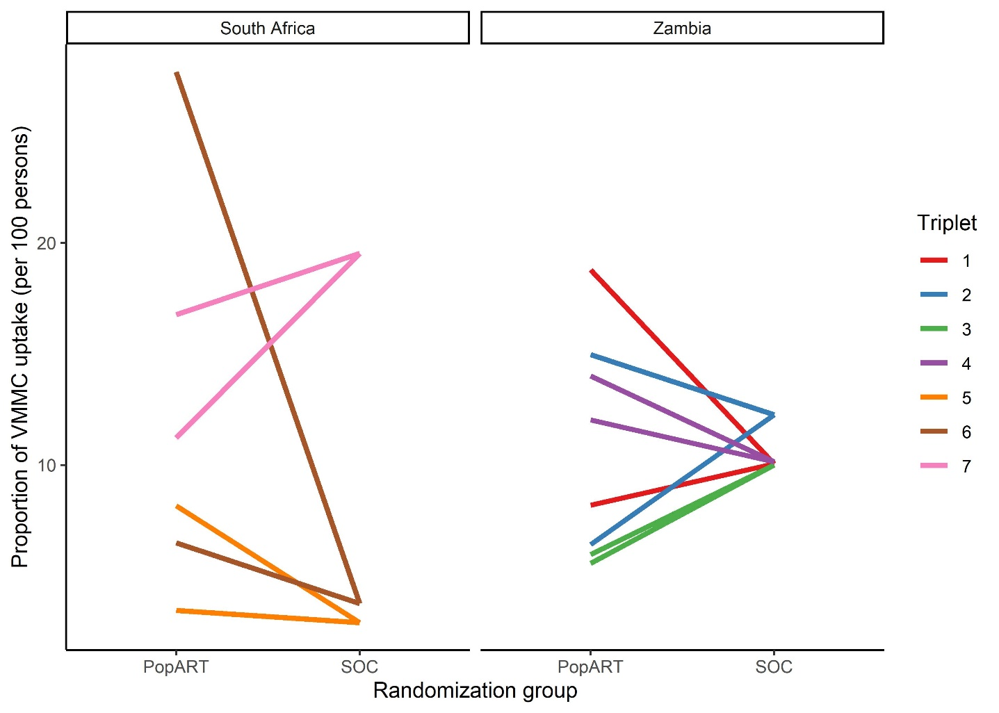 South Africa
Zambia
Proportion of VMMC uptake (per 100 persons)
20
10
PopART
SOC
PopART
SOC
Randomization group
Triplet
1
2
3
4
5
6
7